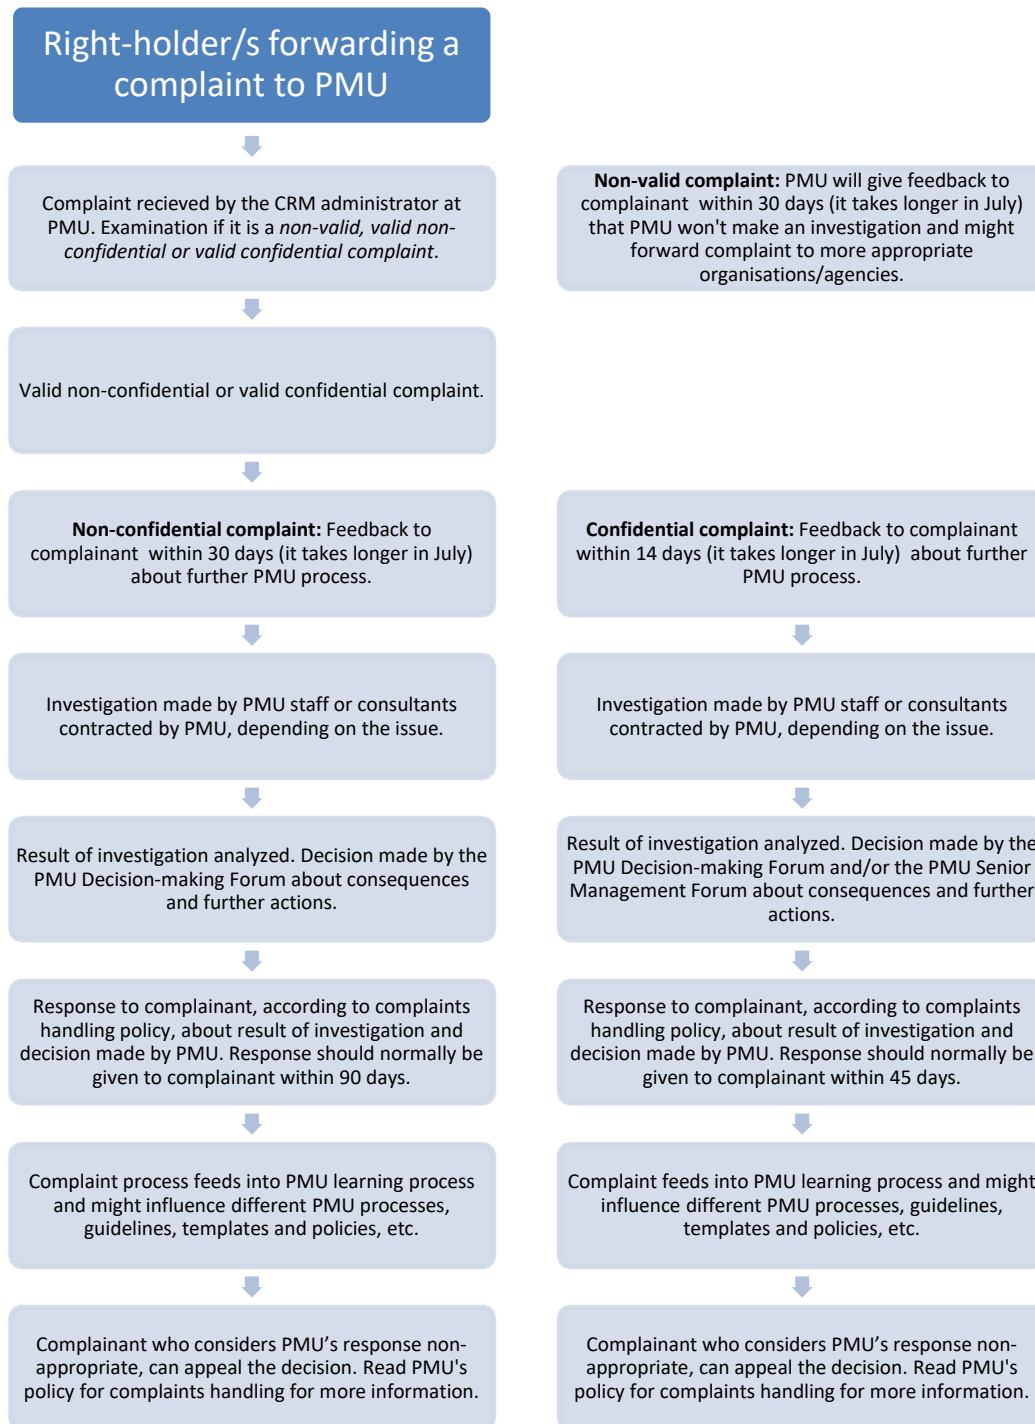 Right-holder/s forwarding a
complaint to PMU
Complaint recieved by the CRM administrator at
PMU. Examination if it is a non-valid, valid non-
confidential or valid confidential complaint.
Non-valid complaint: PMU will give feedback to
complainant  within 30 days (it takes longer in July)
that PMU won't make an investigation and might
forward complaint to more appropriate
organisations/agencies.
Valid non-confidential or valid confidential complaint.
Non-confidential complaint: Feedback to
complainant  within 30 days (it takes longer in July)
about further PMU process.
Confidential complaint: Feedback to complainant
within 14 days (it takes longer in July)  about further
PMU process.
Investigation made by PMU staff or consultants
contracted by PMU, depending on the issue.
Investigation made by PMU staff or consultants
contracted by PMU, depending on the issue.
Result of investigation analyzed. Decision made by the
PMU Decision-making Forum about consequences
and further actions.
Result of investigation analyzed. Decision made by the
PMU Decision-making Forum and/or the PMU Senior
Management Forum about consequences and further
actions.
Response to complainant, according to complaints
handling policy, about result of investigation and
decision made by PMU. Response should normally be
given to complainant within 90 days.
Response to complainant, according to complaints
handling policy, about result of investigation and
decision made by PMU. Response should normally be
given to complainant within 45 days.
Complaint process feeds into PMU learning process
and might influence different PMU processes,
guidelines, templates and policies, etc.
Complaint feeds into PMU learning process and might
influence different PMU processes, guidelines,
templates and policies, etc.
Complainant who considers PMU’s response non-
appropriate, can appeal the decision. Read PMU's
policy for complaints handling for more information.
Complainant who considers PMU’s response non-
appropriate, can appeal the decision. Read PMU's
policy for complaints handling for more information.